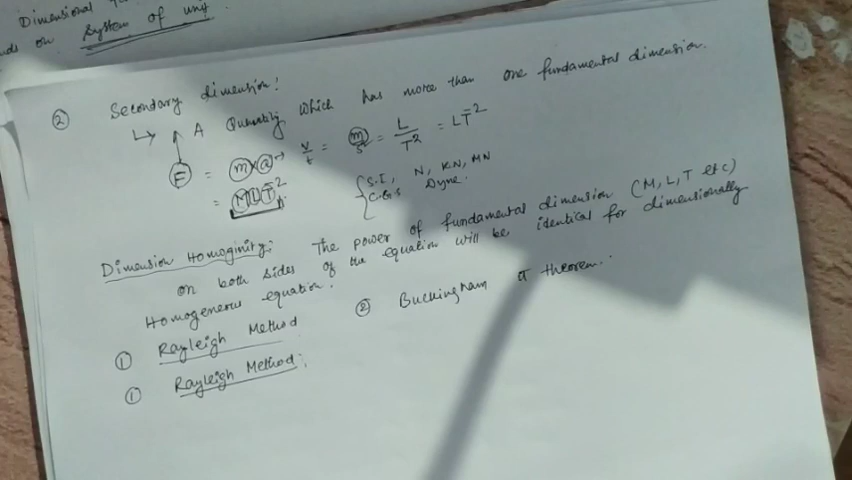 Dimensional
on System of unit.
② Secondary dimension:
↳ A Quantity which has more than one fundamental dimension.
F = m × a → v/t = m/s² = L/T² = LT⁻²
= MLT⁻² { S.I, N, KN, MN
C.G.S Dyne.
Dimension Homoginity: The power of fundamental dimension (M, L, T etc)
on both sides of the equation will be identical for dimensionally
Homogeneous equation.
① Rayleigh Method ② Buckingham π theorem.
① Rayleigh Method: